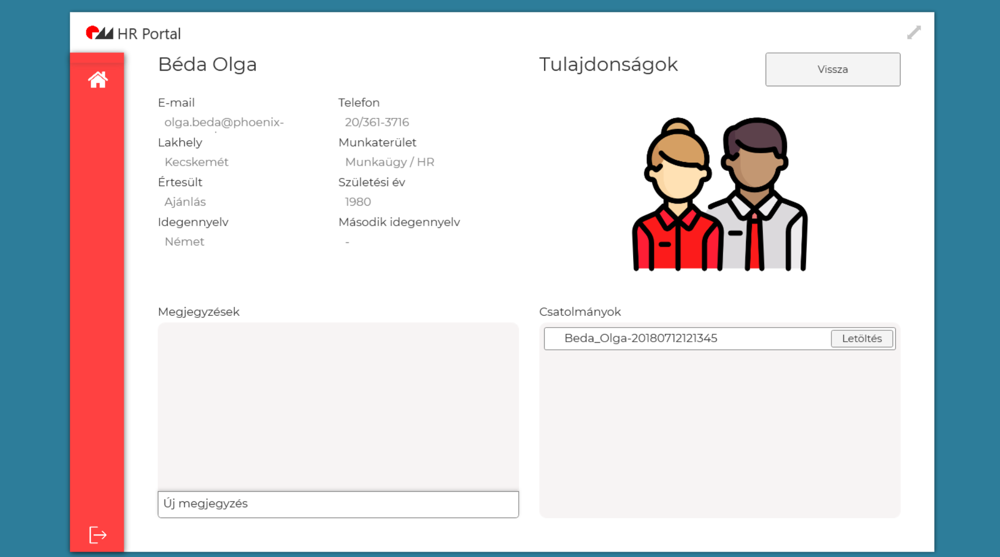 HR Portal
Béda Olga
Tulajdonságok
Vissza
E-mail
Telefon
olga.beda@phoenix-
20/361-3716
Lakhely
Munkaterület
Kecskemét
Munkaügy / HR
Értesült
Születési év
Ajánlás
1980
Idegennyelv
Második idegennyelv
Német
-
Megjegyzések
Csatolmányok
Beda_Olga-20180712121345
Letöltés
Új megjegyzés